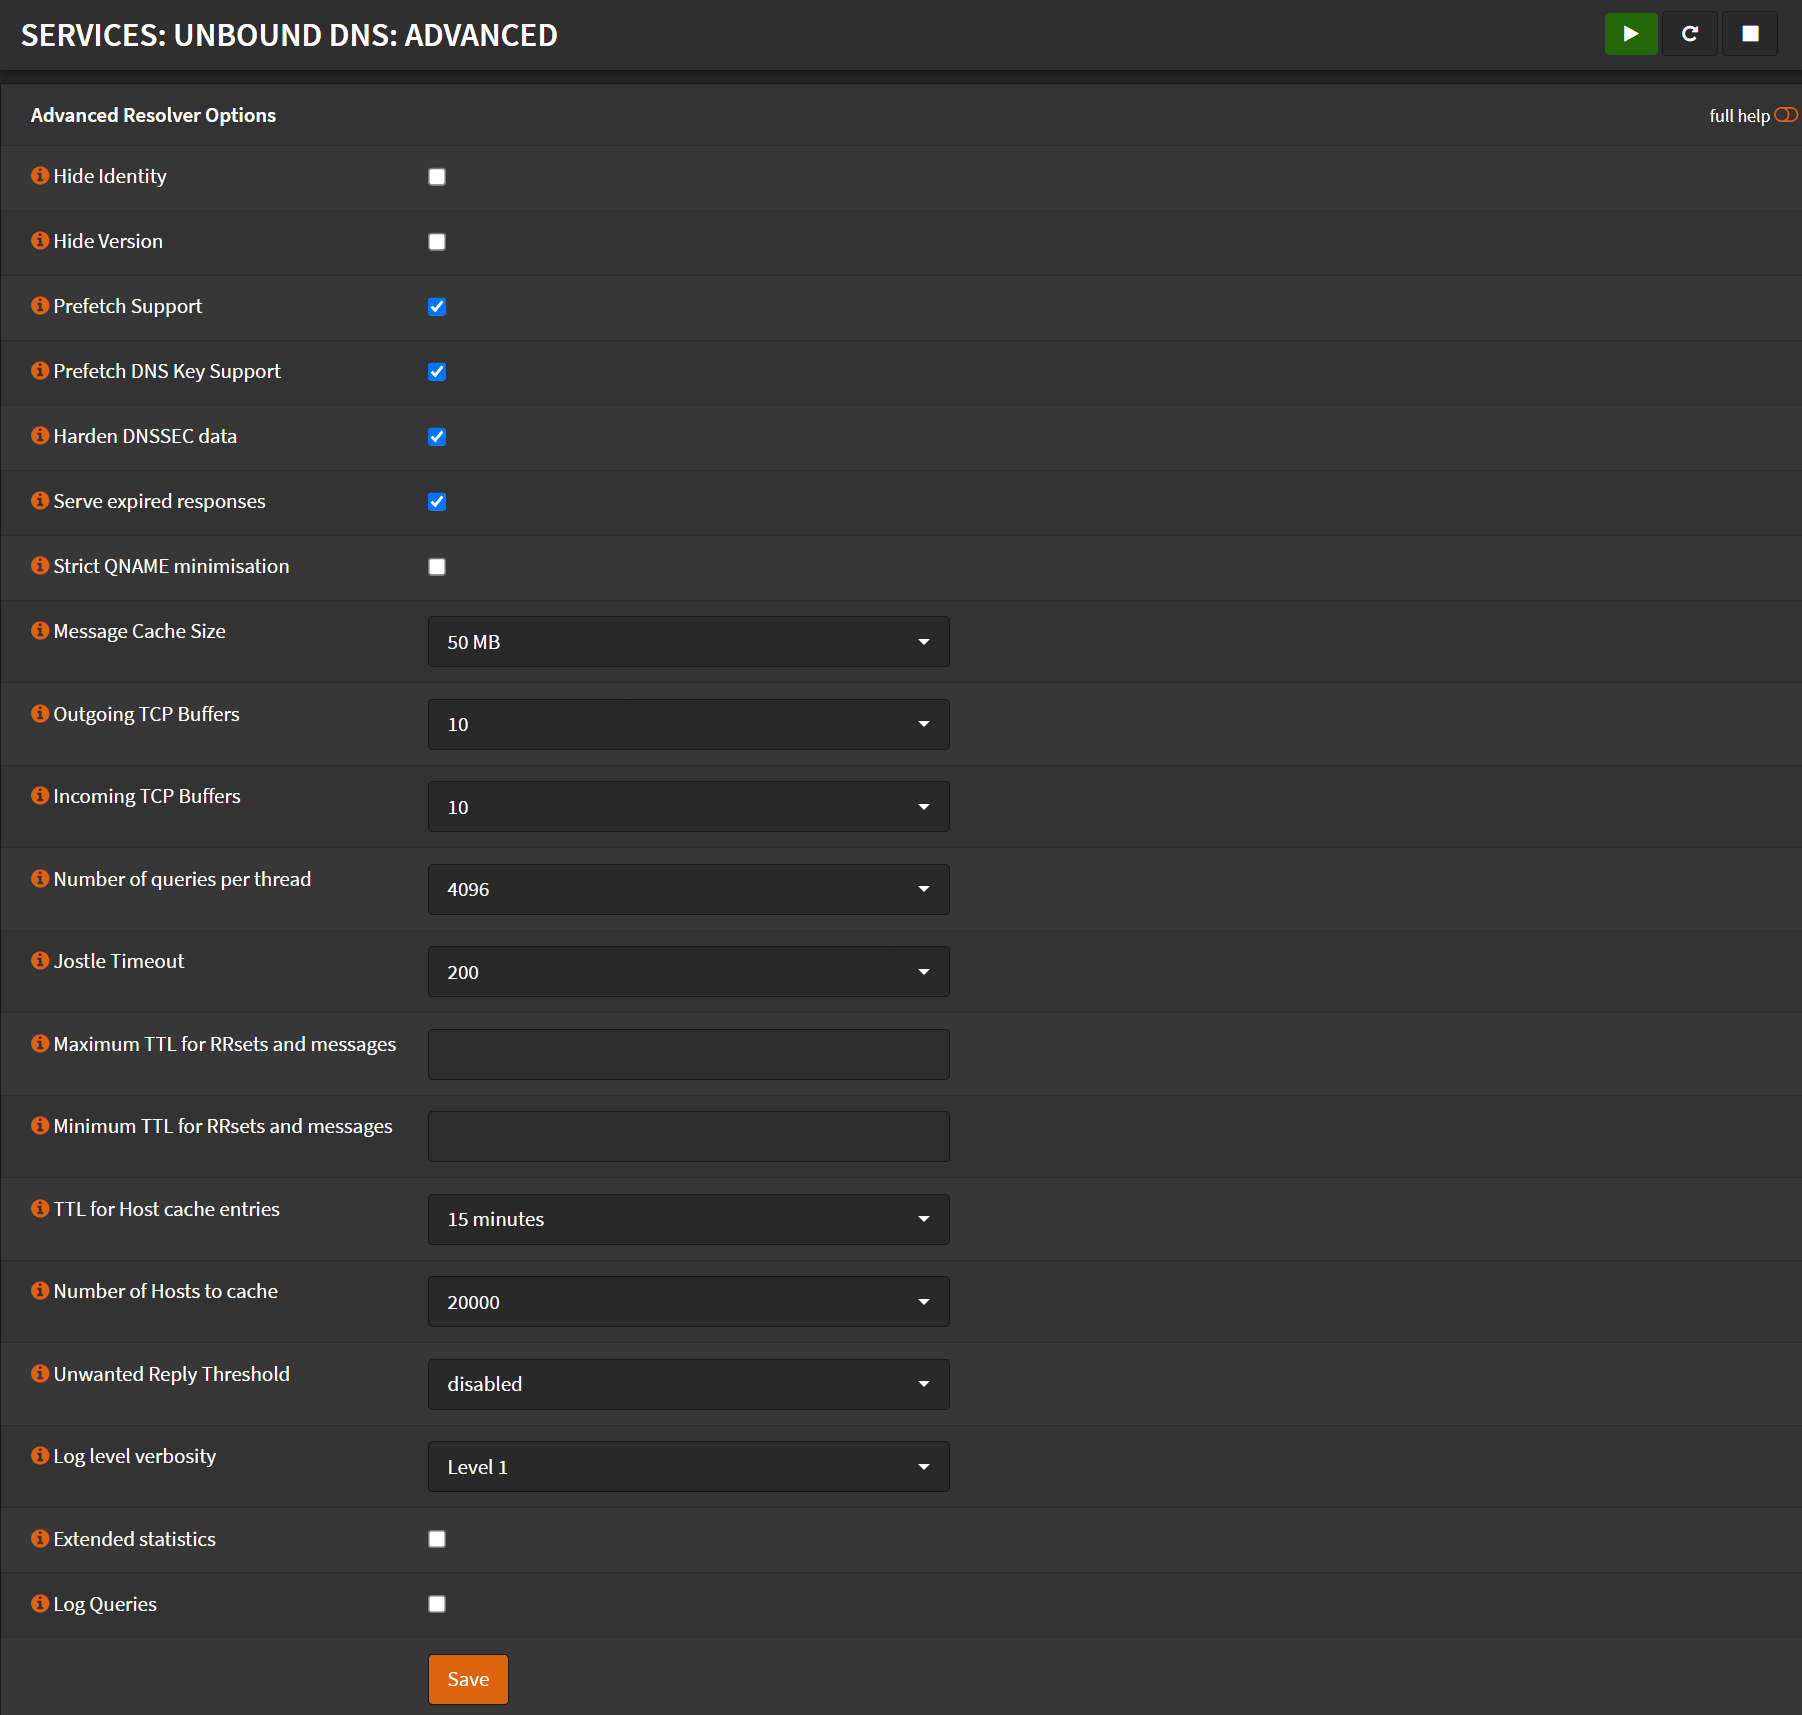 SERVICES: UNBOUND DNS: ADVANCED
Advanced Resolver Options
full help
Hide Identity
Hide Version
Prefetch Support
Prefetch DNS Key Support
Harden DNSSEC data
Serve expired responses
Strict QNAME minimisation
Message Cache Size
50 MB
Outgoing TCP Buffers
10
Incoming TCP Buffers
10
Number of queries per thread
4096
Jostle Timeout
200
Maximum TTL for RRsets and messages
Minimum TTL for RRsets and messages
TTL for Host cache entries
15 minutes
Number of Hosts to cache
20000
Unwanted Reply Threshold
disabled
Log level verbosity
Level 1
Extended statistics
Log Queries
Save